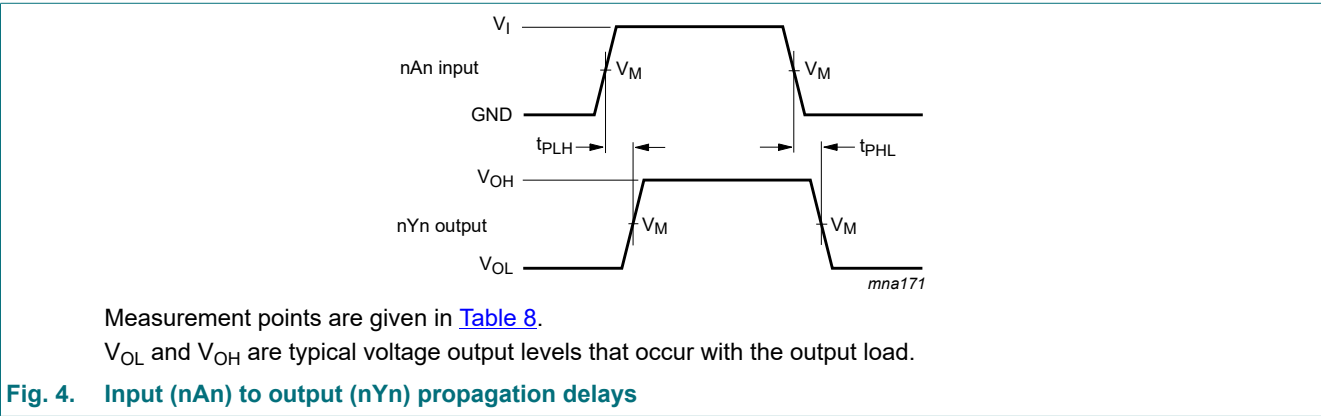 V_I
nAn input
V_M
V_M
GND
t_PLH
t_PHL
V_OH
nYn output
V_M
V_M
V_OL
mna171
Measurement points are given in Table 8.
V_OL and V_OH are typical voltage output levels that occur with the output load.
Fig. 4. Input (nAn) to output (nYn) propagation delays